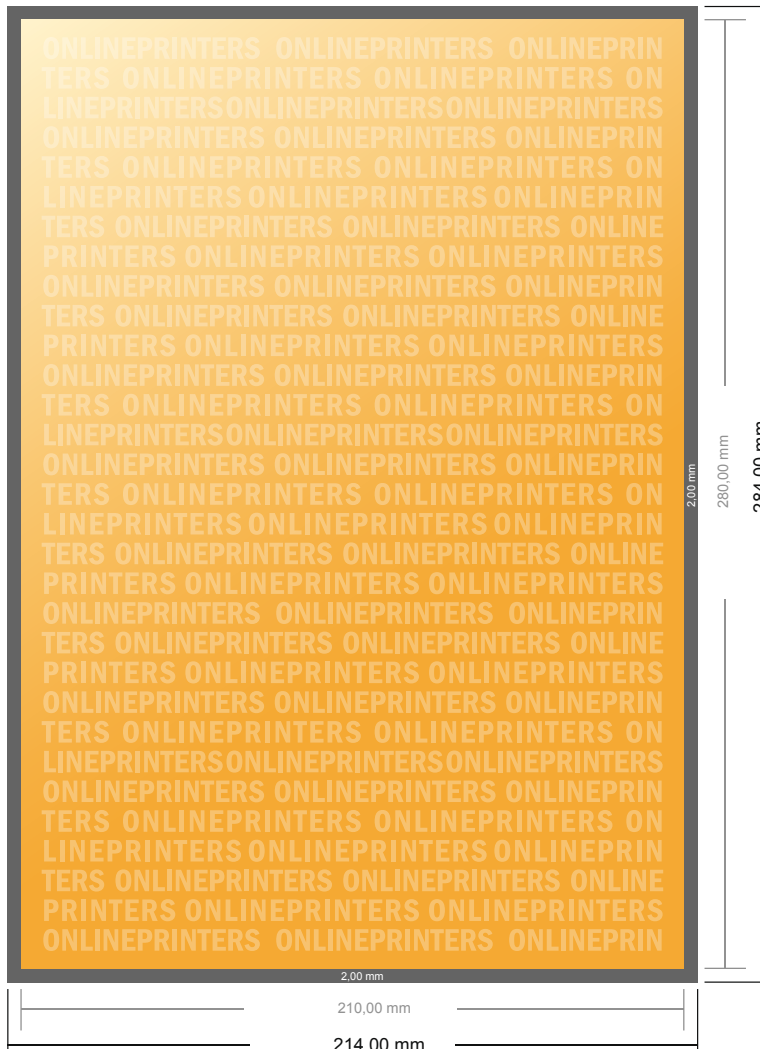 ONLINEPRINTERS ONLINEPRINTERS ONLINEPRIN
TERS ONLINEPRINTERS ONLINEPRINTERS ON
LINEPRINTERSONLINEPRINTERSONLINEPRINTERS
ONLINEPRINTERS ONLINEPRINTERS ONLINEPRIN
TERS ONLINEPRINTERS ONLINEPRINTERS ON
LINEPRINTERS ONLINEPRINTERS ONLINEPRIN
TERS ONLINEPRINTERS ONLINEPRINTERS ONLINE
PRINTERS ONLINEPRINTERS ONLINEPRINTERS
ONLINEPRINTERS ONLINEPRINTERS ONLINEPRIN
TERS ONLINEPRINTERS ONLINEPRINTERS ONLINE
PRINTERS ONLINEPRINTERS ONLINEPRINTERS
ONLINEPRINTERS ONLINEPRINTERS ONLINEPRIN
TERS ONLINEPRINTERS ONLINEPRINTERS ON
LINEPRINTERSONLINEPRINTERSONLINEPRINTERS
ONLINEPRINTERS ONLINEPRINTERS ONLINEPRIN
TERS ONLINEPRINTERS ONLINEPRINTERS ON
LINEPRINTERS ONLINEPRINTERS ONLINEPRIN
TERS ONLINEPRINTERS ONLINEPRINTERS ONLINE
PRINTERS ONLINEPRINTERS ONLINEPRINTERS
ONLINEPRINTERS ONLINEPRINTERS ONLINEPRIN
TERS ONLINEPRINTERS ONLINEPRINTERS ONLINE
PRINTERS ONLINEPRINTERS ONLINEPRINTERS
ONLINEPRINTERS ONLINEPRINTERS ONLINEPRIN
TERS ONLINEPRINTERS ONLINEPRINTERS ON
LINEPRINTERSONLINEPRINTERSONLINEPRINTERS
ONLINEPRINTERS ONLINEPRINTERS ONLINEPRIN
TERS ONLINEPRINTERS ONLINEPRINTERS ON
LINEPRINTERS ONLINEPRINTERS ONLINEPRIN
TERS ONLINEPRINTERS ONLINEPRINTERS ONLINE
PRINTERS ONLINEPRINTERS ONLINEPRINTERS
ONLINEPRINTERS ONLINEPRINTERS ONLINEPRIN
2,00 mm
280,00 mm
284,00 mm
2,00 mm
210,00 mm
214,00 mm